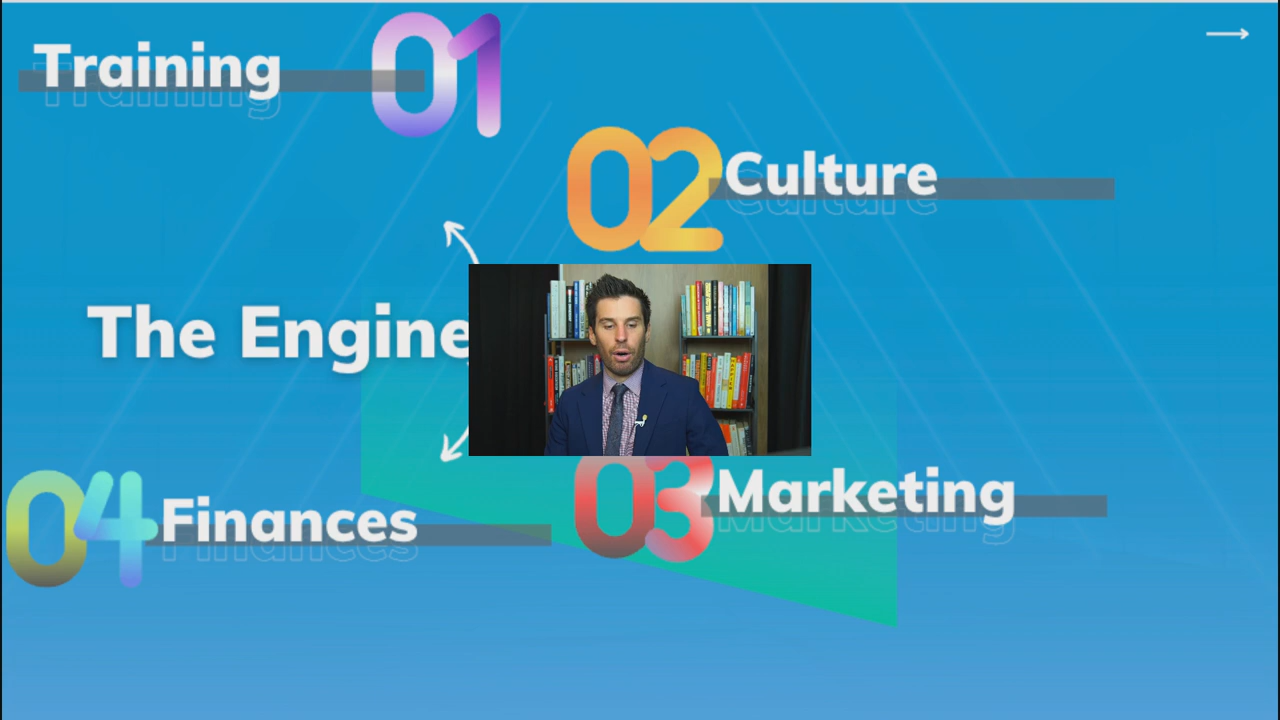 Training 01
02 Culture
The Engine
03 Marketing
04 Finances